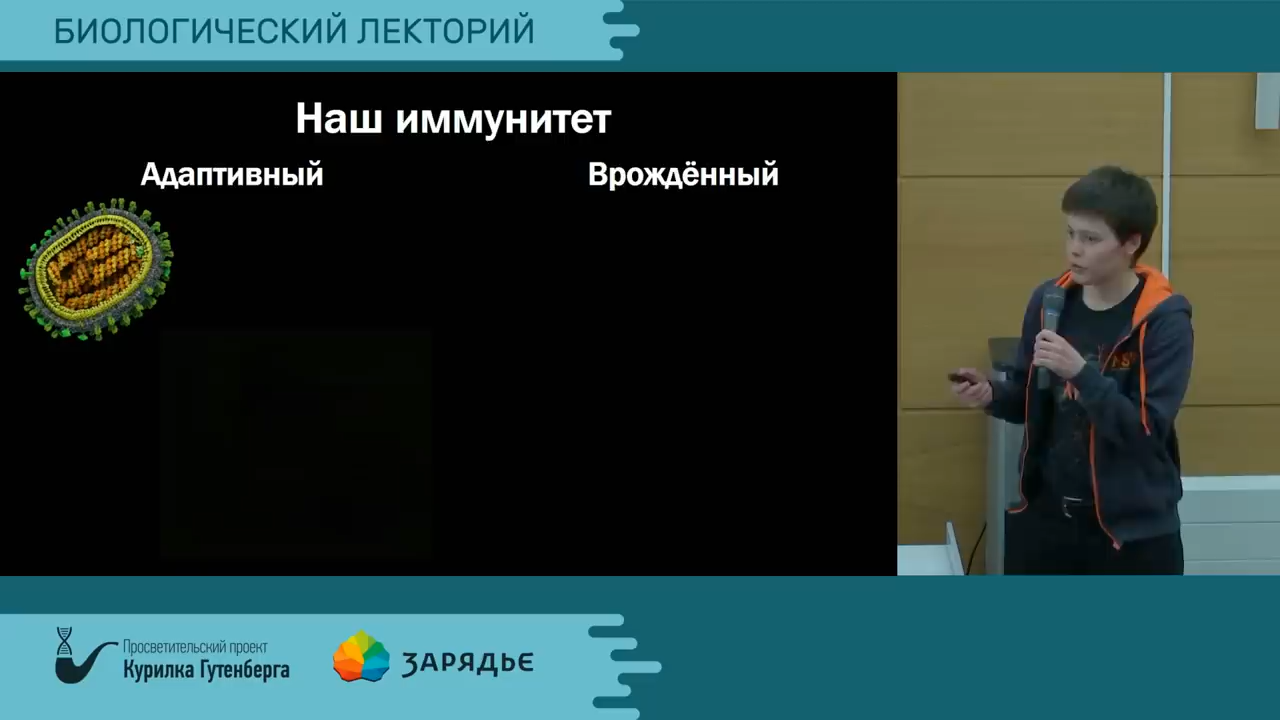 БИОЛОГИЧЕСКИЙ ЛЕКТОРИЙ
Наш иммунитет
Адаптивный
Врождённый
Просветительский проект
Курилка Гутенберга
ЗАРЯДЬЕ